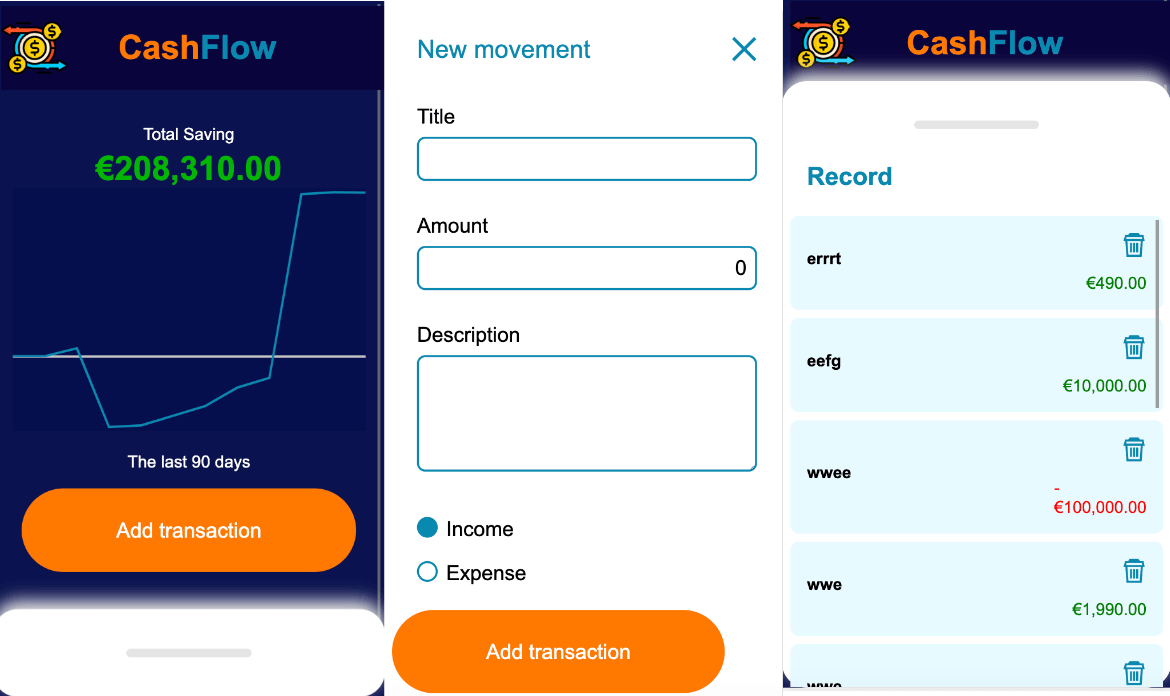 CashFlow
Total Saving
€208,310.00
The last 90 days
Add transaction
New movement
Title
Amount
0
Description
Income
Expense
Add transaction
CashFlow
Record
errrt
€490.00
eefg
€10,000.00
wwee
-
€100,000.00
wwe
€1,990.00